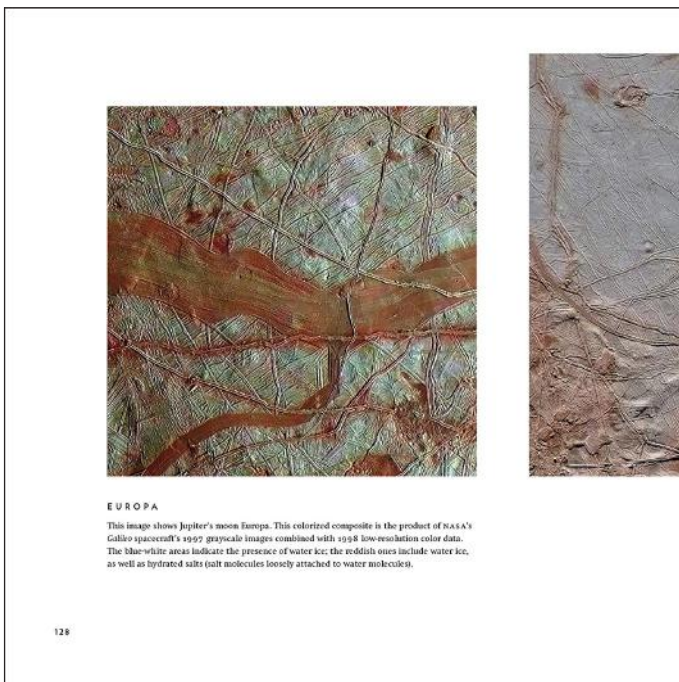 EUROPA
This image shows Jupiter's moon Europa. This colorized composite is the product of NASA's
Galileo spacecraft's 1997 grayscale images combined with 1998 low-resolution color data.
The blue-white areas indicate the presence of water ice; the reddish ones include water ice,
as well as hydrated salts (salt molecules loosely attached to water molecules).
128